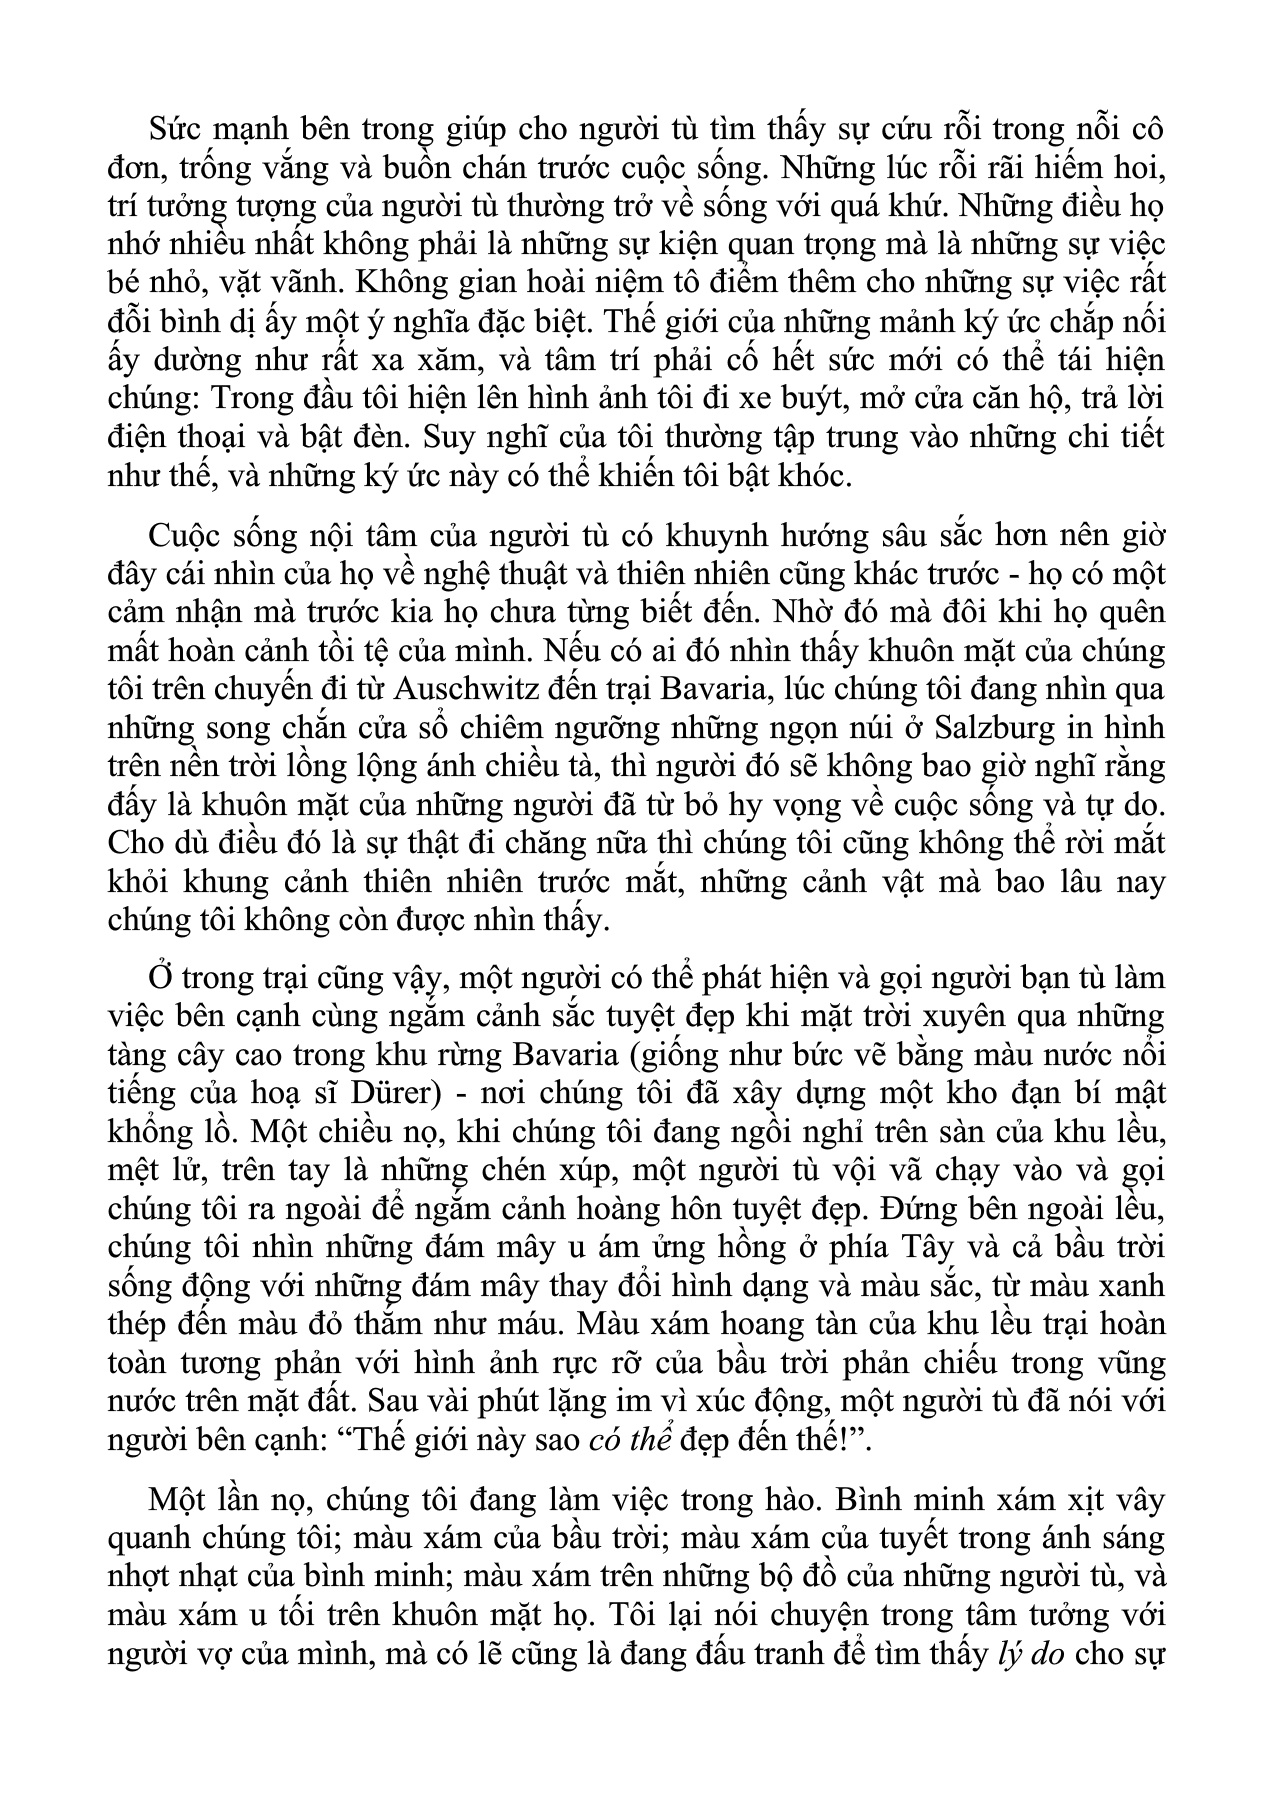 Sức mạnh bên trong giúp cho người tù tìm thấy sự cứu rỗi trong nỗi cô
đơn, trống vắng và buồn chán trước cuộc sống. Những lúc rỗi rãi hiếm hoi,
trí tưởng tượng của người tù thường trở về sống với quá khứ. Những điều họ
nhớ nhiều nhất không phải là những sự kiện quan trọng mà là những sự việc
bé nhỏ, vặt vãnh. Không gian hoài niệm tô điểm thêm cho những sự việc rất
đỗi bình dị ấy một ý nghĩa đặc biệt. Thế giới của những mảnh ký ức chắp nối
ấy dường như rất xa xăm, và tâm trí phải cố hết sức mới có thể tái hiện
chúng: Trong đầu tôi hiện lên hình ảnh tôi đi xe buýt, mở cửa căn hộ, trả lời
điện thoại và bật đèn. Suy nghĩ của tôi thường tập trung vào những chi tiết
như thế, và những ký ức này có thể khiến tôi bật khóc.
Cuộc sống nội tâm của người tù có khuynh hướng sâu sắc hơn nên giờ
đây cái nhìn của họ về nghệ thuật và thiên nhiên cũng khác trước - họ có một
cảm nhận mà trước kia họ chưa từng biết đến. Nhờ đó mà đôi khi họ quên
mất hoàn cảnh tồi tệ của mình. Nếu có ai đó nhìn thấy khuôn mặt của chúng
tôi trên chuyến đi từ Auschwitz đến trại Bavaria, lúc chúng tôi đang nhìn qua
những song chắn cửa sổ chiêm ngưỡng những ngọn núi ở Salzburg in hình
trên nền trời lồng lộng ánh chiều tà, thì người đó sẽ không bao giờ nghĩ rằng
đấy là khuôn mặt của những người đã từ bỏ hy vọng về cuộc sống và tự do.
Cho dù điều đó là sự thật đi chăng nữa thì chúng tôi cũng không thể rời mắt
khỏi khung cảnh thiên nhiên trước mắt, những cảnh vật mà bao lâu nay
chúng tôi không còn được nhìn thấy.
Ở trong trại cũng vậy, một người có thể phát hiện và gọi người bạn tù làm
việc bên cạnh cùng ngắm cảnh sắc tuyệt đẹp khi mặt trời xuyên qua những
tàng cây cao trong khu rừng Bavaria (giống như bức vẽ bằng màu nước nổi
tiếng của hoạ sĩ Dürer) - nơi chúng tôi đã xây dựng một kho đạn bí mật
khổng lồ. Một chiều nọ, khi chúng tôi đang ngồi nghỉ trên sàn của khu lều,
mệt lử, trên tay là những chén xúp, một người tù vội vã chạy vào và gọi
chúng tôi ra ngoài để ngắm cảnh hoàng hôn tuyệt đẹp. Đứng bên ngoài lều,
chúng tôi nhìn những đám mây u ám ửng hồng ở phía Tây và cả bầu trời
sống động với những đám mây thay đổi hình dạng và màu sắc, từ màu xanh
thép đến màu đỏ thắm như máu. Màu xám hoang tàn của khu lều trại hoàn
toàn tương phản với hình ảnh rực rỡ của bầu trời phản chiếu trong vũng
nước trên mặt đất. Sau vài phút lặng im vì xúc động, một người tù đã nói với
người bên cạnh: “Thế giới này sao có thể đẹp đến thế!”.
Một lần nọ, chúng tôi đang làm việc trong hào. Bình minh xám xịt vây
quanh chúng tôi; màu xám của bầu trời; màu xám của tuyết trong ánh sáng
nhợt nhạt của bình minh; màu xám trên những bộ đồ của những người tù, và
màu xám u tối trên khuôn mặt họ. Tôi lại nói chuyện trong tâm tưởng với
người vợ của mình, mà có lẽ cũng là đang đấu tranh để tìm thấy lý do cho sự